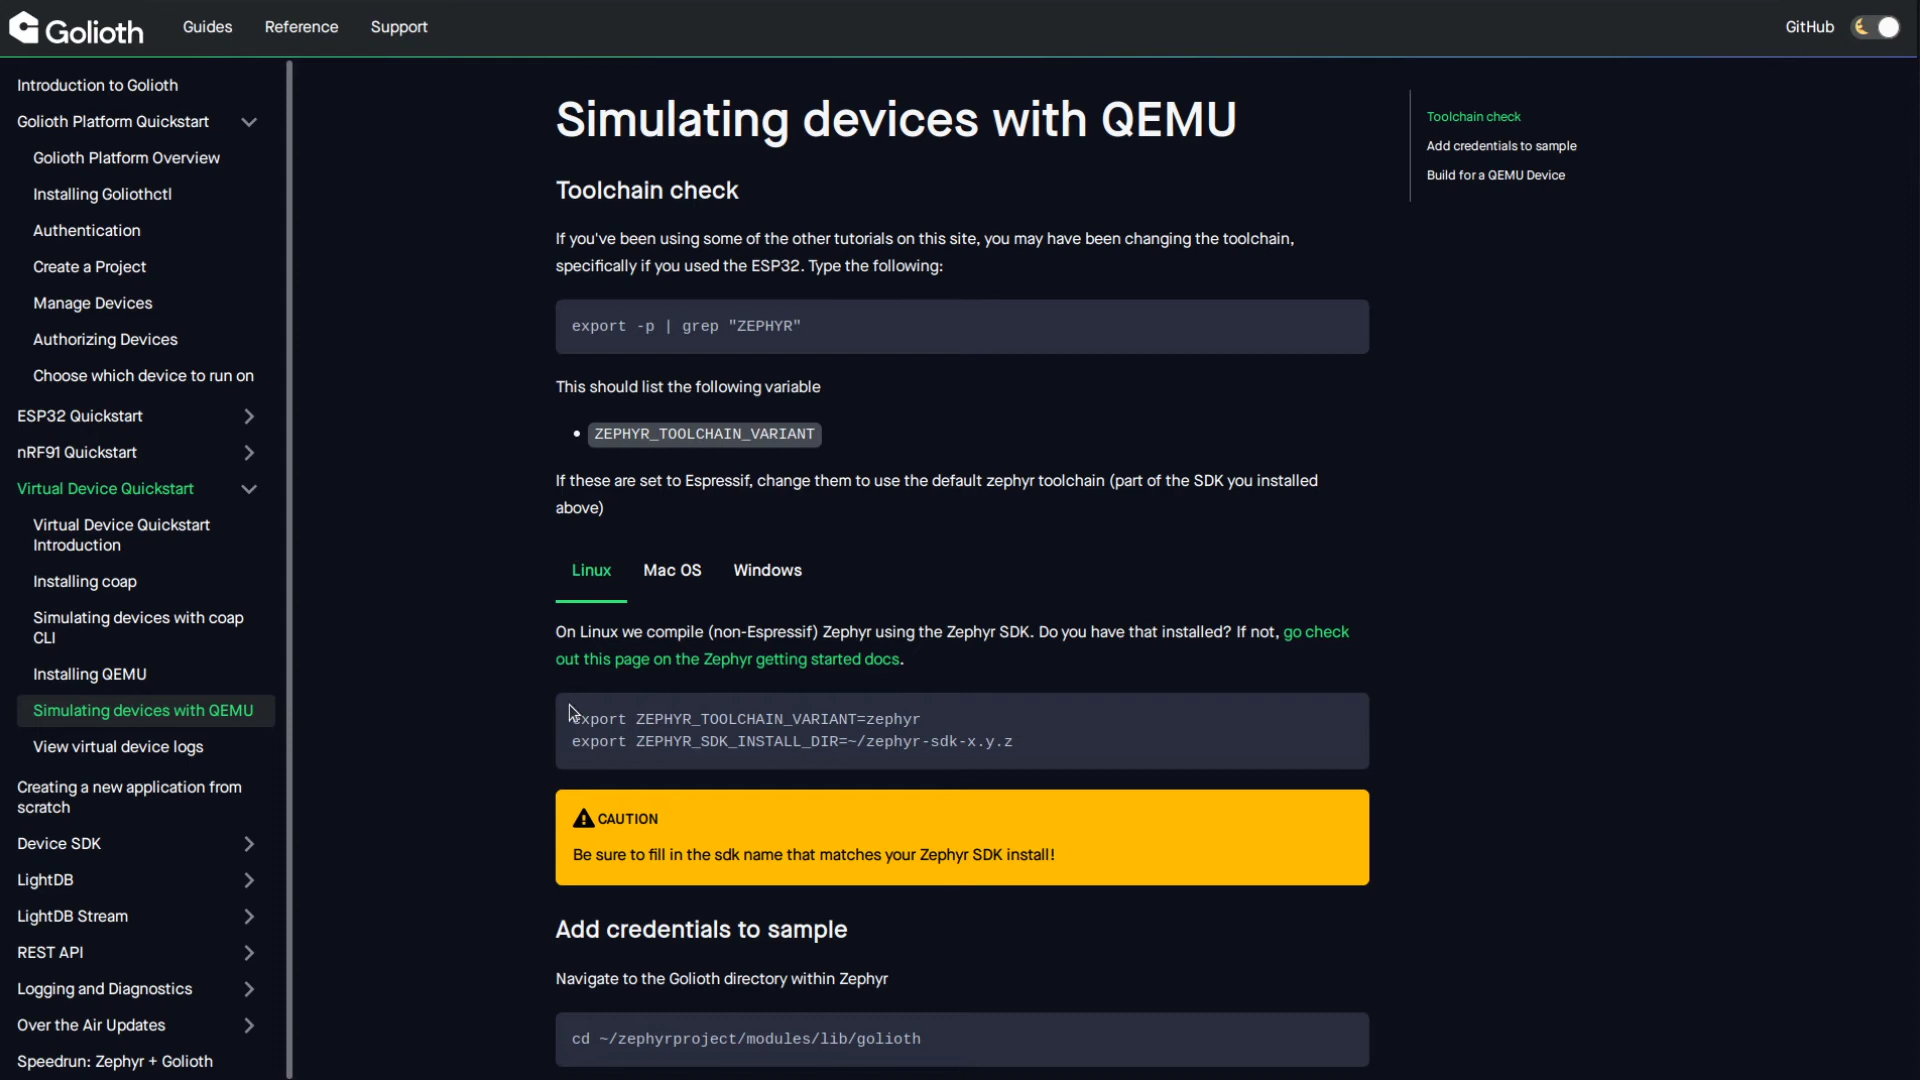 Golioth
Guides
Reference
Support
GitHub
Introduction to Golioth
Golioth Platform Quickstart
Golioth Platform Overview
Installing Goliothctl
Authentication
Create a Project
Manage Devices
Authorizing Devices
Choose which device to run on
ESP32 Quickstart
nRF91 Quickstart
Virtual Device Quickstart
Virtual Device Quickstart
Introduction
Installing coap
Simulating devices with coap
CLI
Installing QEMU
Simulating devices with QEMU
View virtual device logs
Creating a new application from
scratch
Device SDK
LightDB
LightDB Stream
REST API
Logging and Diagnostics
Over the Air Updates
Speedrun: Zephyr + Golioth
Simulating devices with QEMU
Toolchain check
If you've been using some of the other tutorials on this site, you may have been changing the toolchain,
specifically if you used the ESP32. Type the following:
export -p | grep "ZEPHYR"
This should list the following variable
• ZEPHYR_TOOLCHAIN_VARIANT
If these are set to Espressif, change them to use the default zephyr toolchain (part of the SDK you installed
above)
Linux
Mac OS
Windows
On Linux we compile (non-Espressif) Zephyr using the Zephyr SDK. Do you have that installed? If not, go check
out this page on the Zephyr getting started docs.
export ZEPHYR_TOOLCHAIN_VARIANT=zephyr
export ZEPHYR_SDK_INSTALL_DIR=~/zephyr-sdk-x.y.z
CAUTION
Be sure to fill in the sdk name that matches your Zephyr SDK install!
Add credentials to sample
Navigate to the Golioth directory within Zephyr
cd ~/zephyrproject/modules/lib/golioth
Toolchain check
Add credentials to sample
Build for a QEMU Device